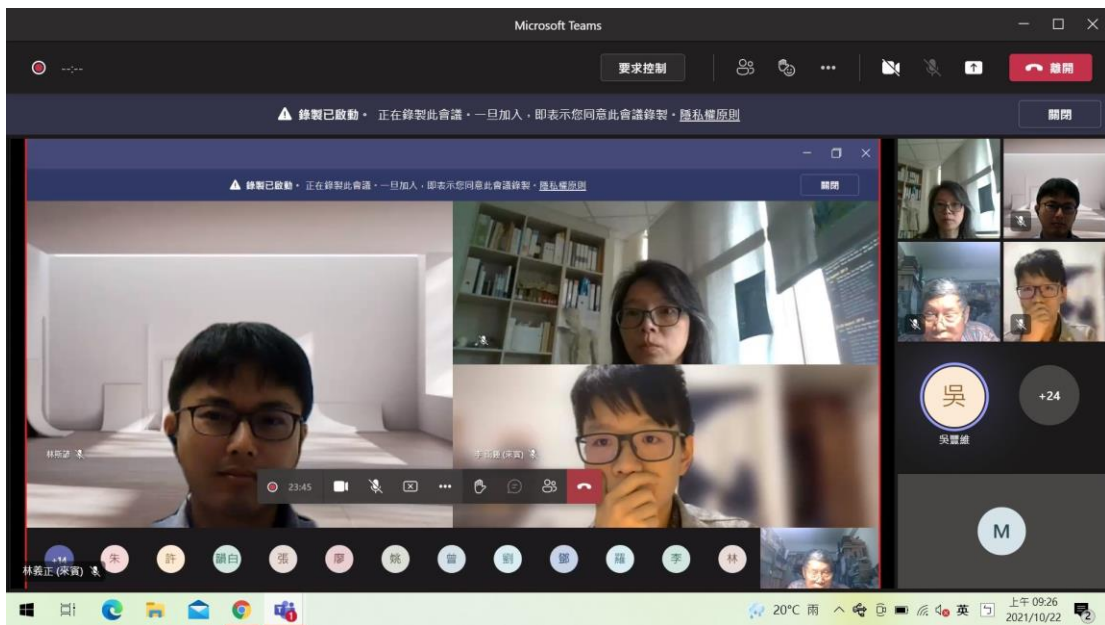 Microsoft Teams
--:--
要求控制
離開
錄製已啟動。 正在錄製此會議。一旦加入,即表示您同意此會議錄製。隱私權原則
關閉
錄製已啟動。 正在錄製此會議。一旦加入,即表示您同意此會議錄製。隱私權原則
關閉
吳
+24
吳豐維
(來賓)
23:45
M
+14
朱
許
韻白
張
廖
姚
曾
劉
鄧
羅
李
林
林義正 (來賓)
20°C 雨
英
上午 09:26
2021/10/22
2